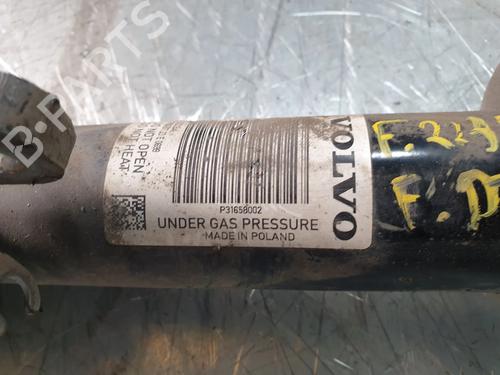 B-PARTS
NOT OPEN
NOT HEAT
P31658002
UNDER GAS PRESSURE
MADE IN POLAND
VOLVO